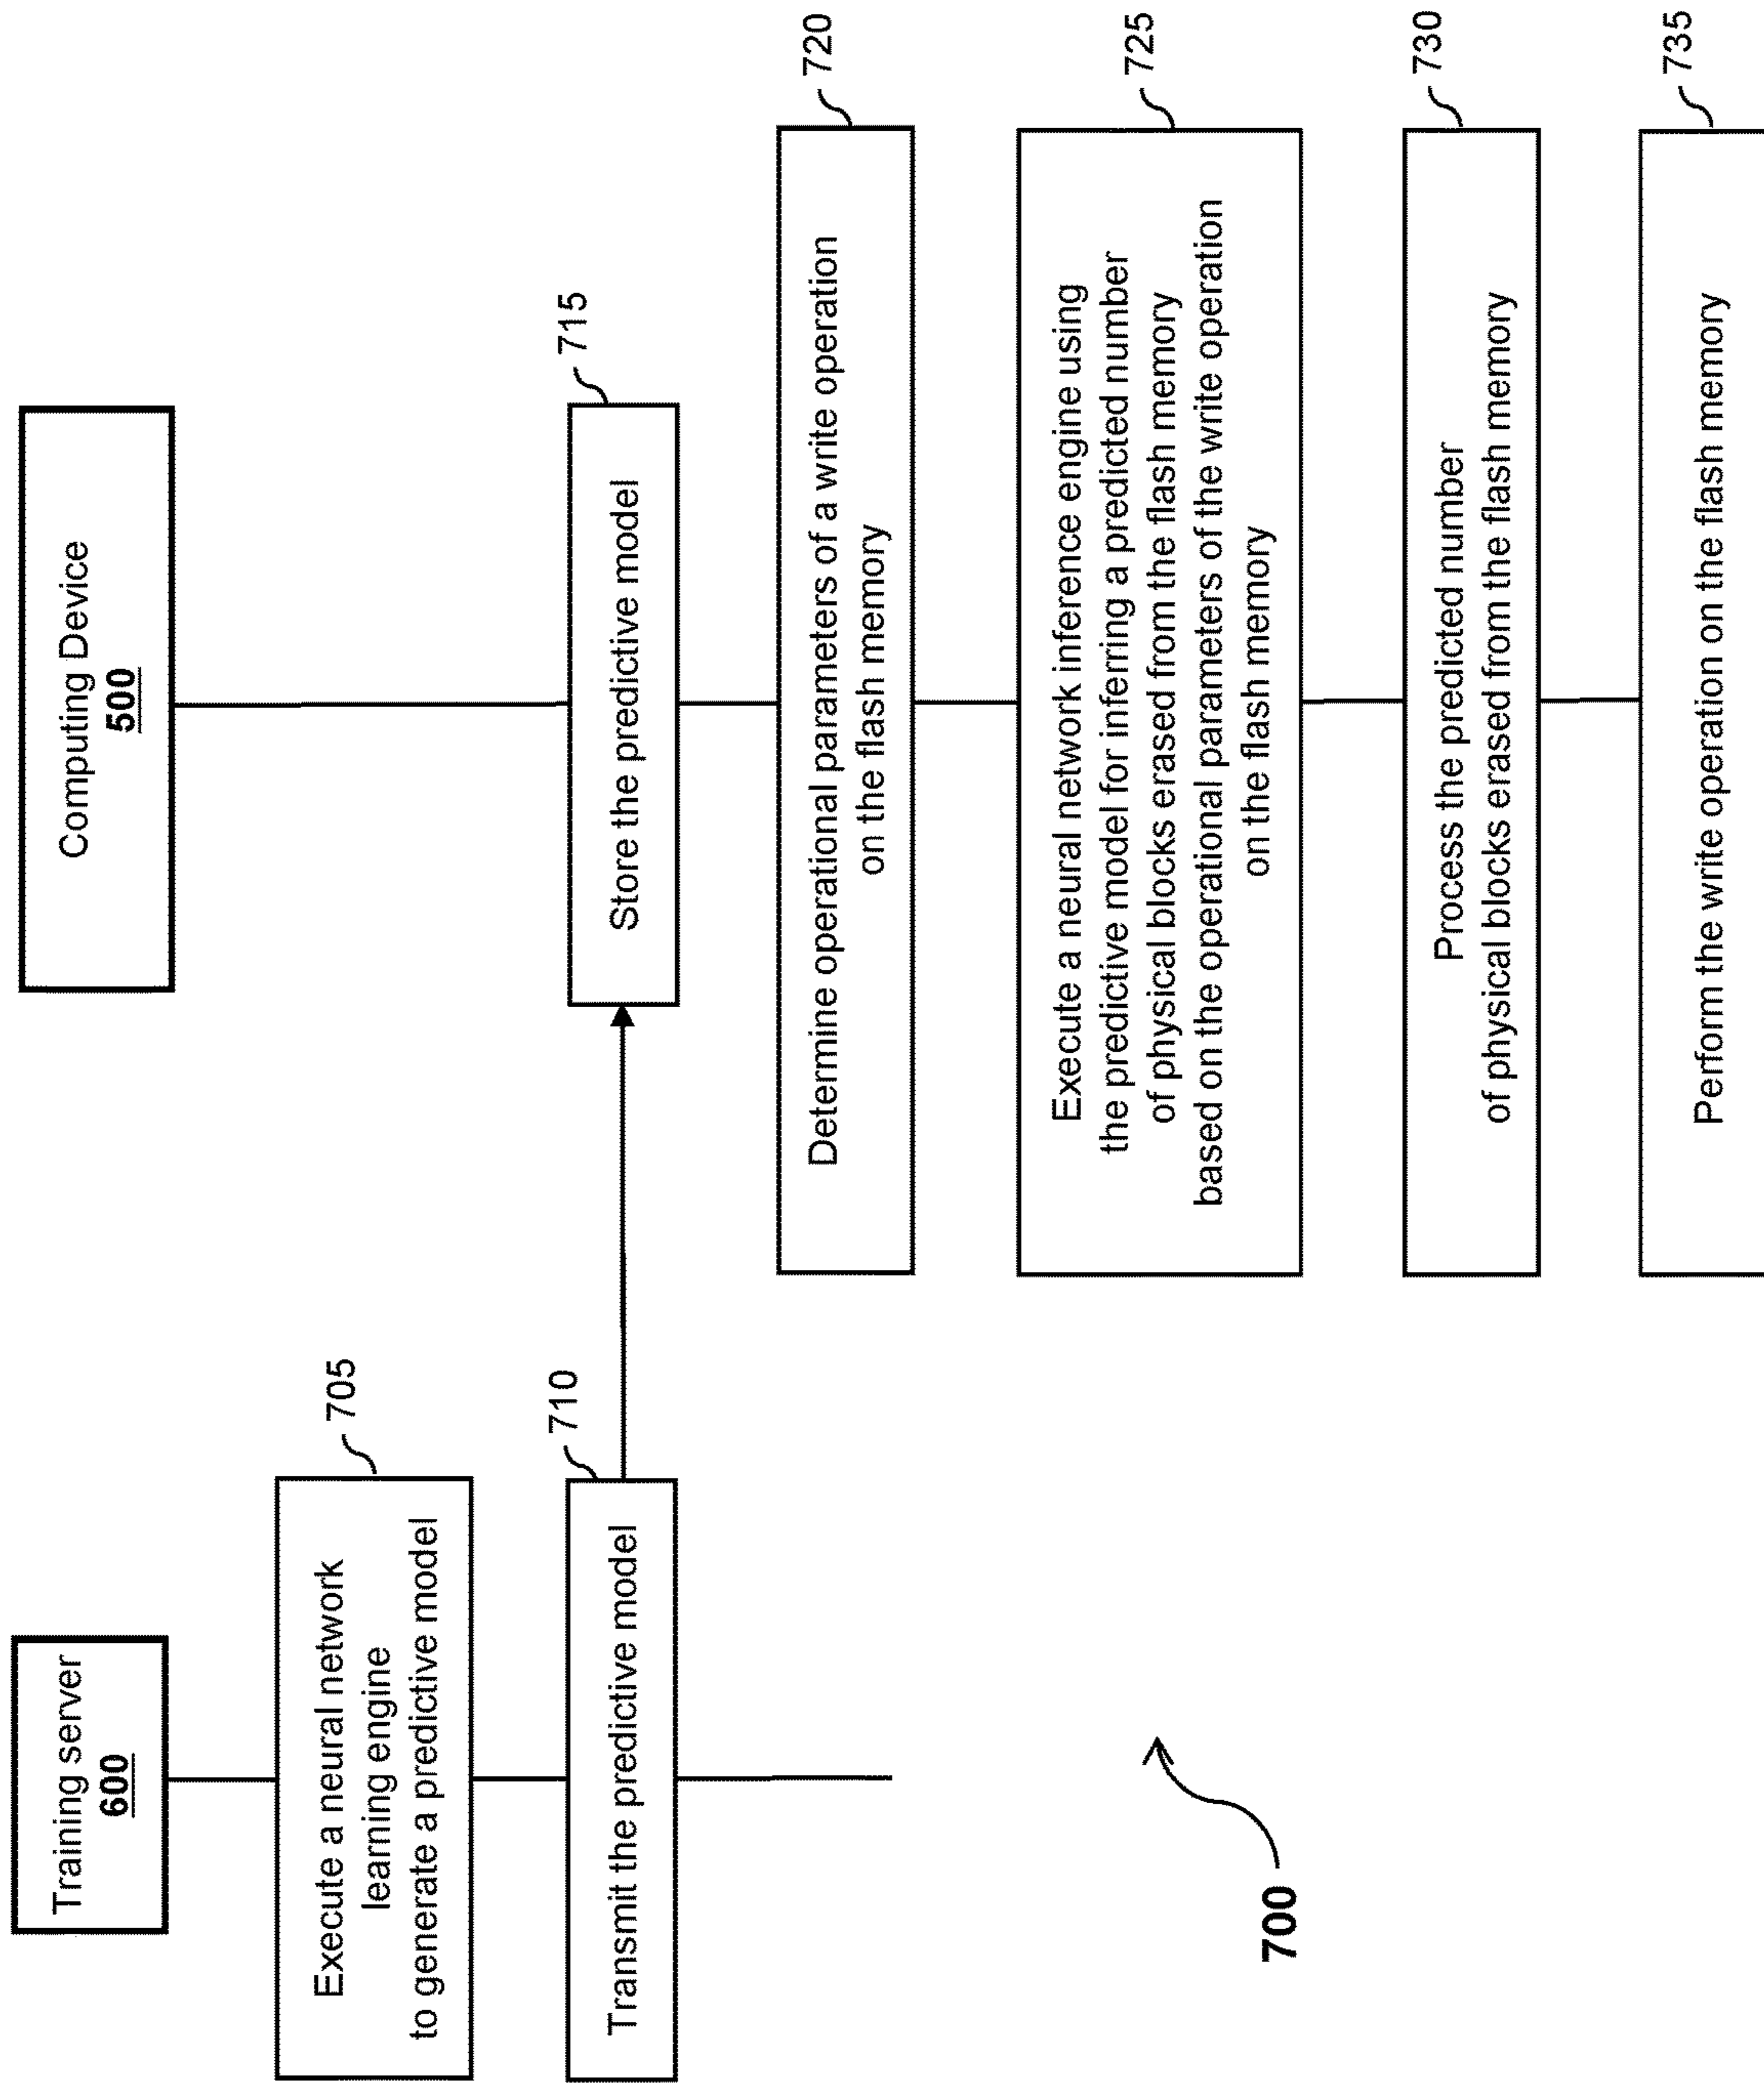 Training server
600
Computing Device
500
705
Execute a neural network
learning engine
to generate a predictive model
710
Transmit the predictive model
715
Store the predictive model
720
Determine operational parameters of a write operation
on the flash memory
725
Execute a neural network inference engine using
the predictive model for inferring a predicted number
of physical blocks erased from the flash memory
based on the operational parameters of the write operation
on the flash memory
730
Process the predicted number
of physical blocks erased from the flash memory
735
Perform the write operation on the flash memory
700